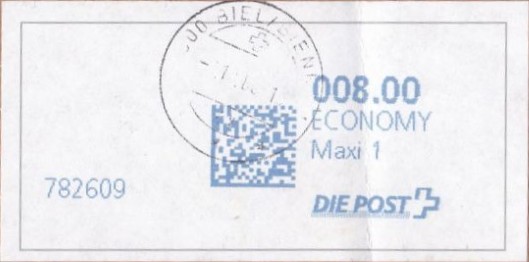 008.00
ECONOMY
Maxi 1
782609
DIE POST